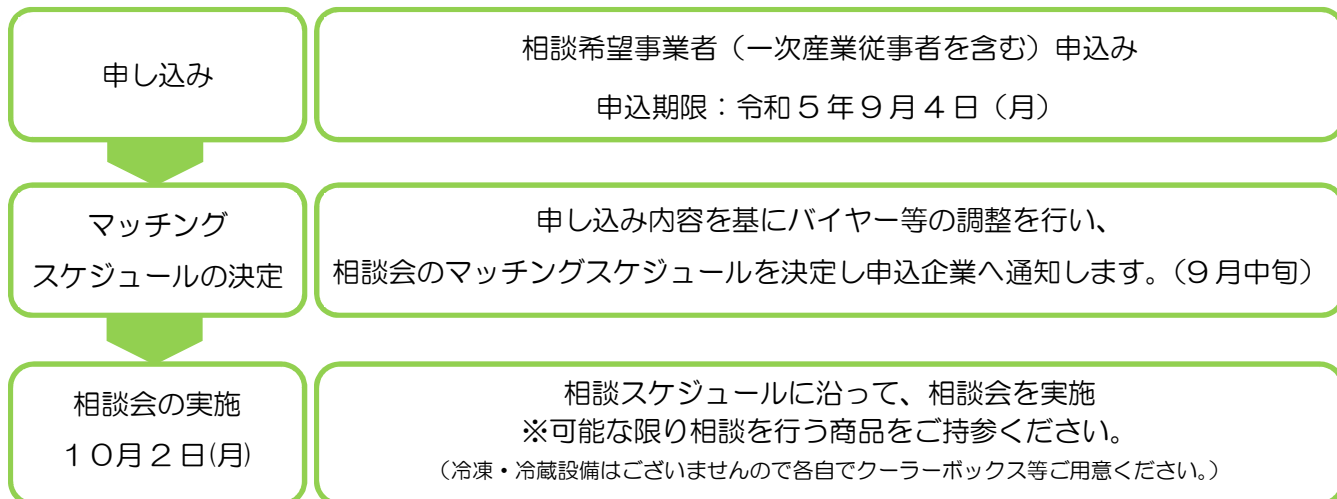 申し込み
相談希望事業者（一次産業従事者を含む）申込み
申込期限：令和５年９月４日（月）
マッチング
スケジュールの決定
申し込み内容を基にバイヤー等の調整を行い、
相談会のマッチングスケジュールを決定し申込企業へ通知します。（９月中旬）
相談会の実施
１０月２日(月)
相談スケジュールに沿って、相談会を実施
※可能な限り相談を行う商品をご持参ください。
（冷凍・冷蔵設備はございませんので各自でクーラーボックス等ご用意ください。）